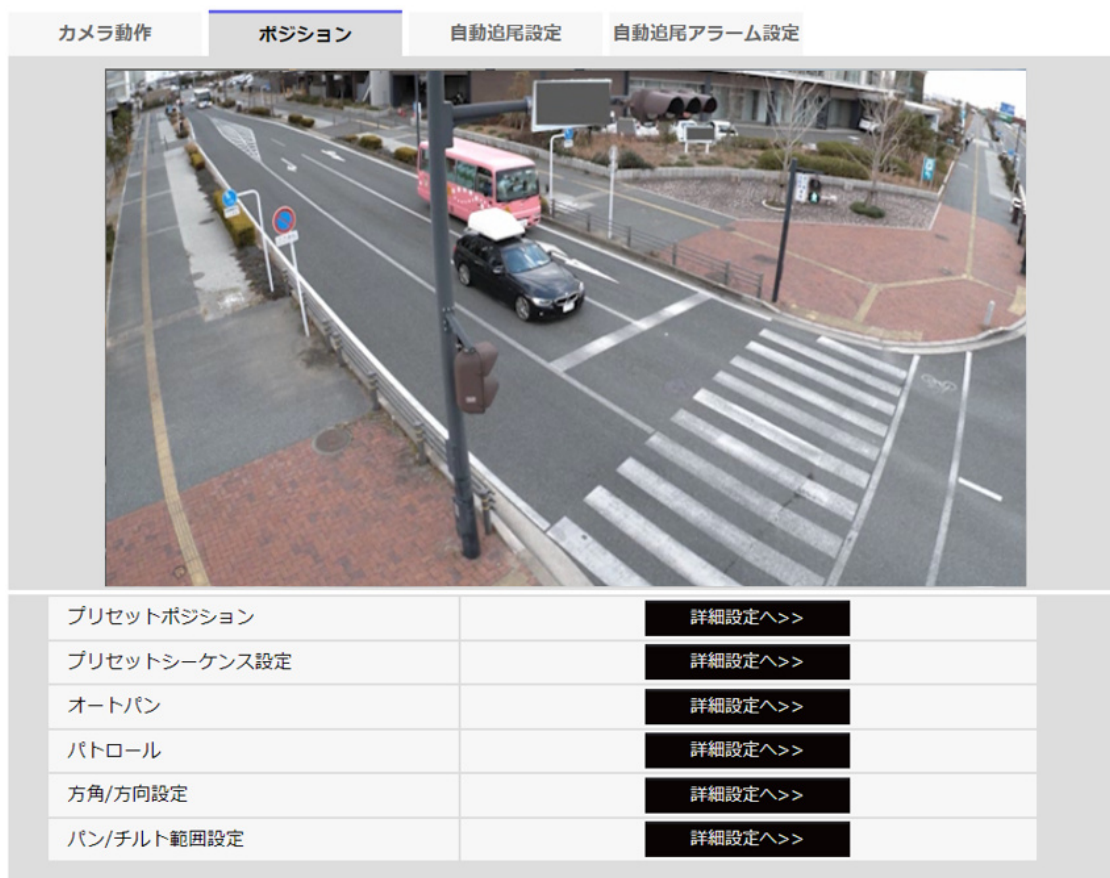 カメラ動作
ポジション
自動追尾設定
自動追尾アラーム設定
プリセットポジション
詳細設定へ>>
プリセットシーケンス設定
詳細設定へ>>
オートパン
詳細設定へ>>
パトロール
詳細設定へ>>
方角/方向設定
詳細設定へ>>
パン/チルト範囲設定
詳細設定へ>>